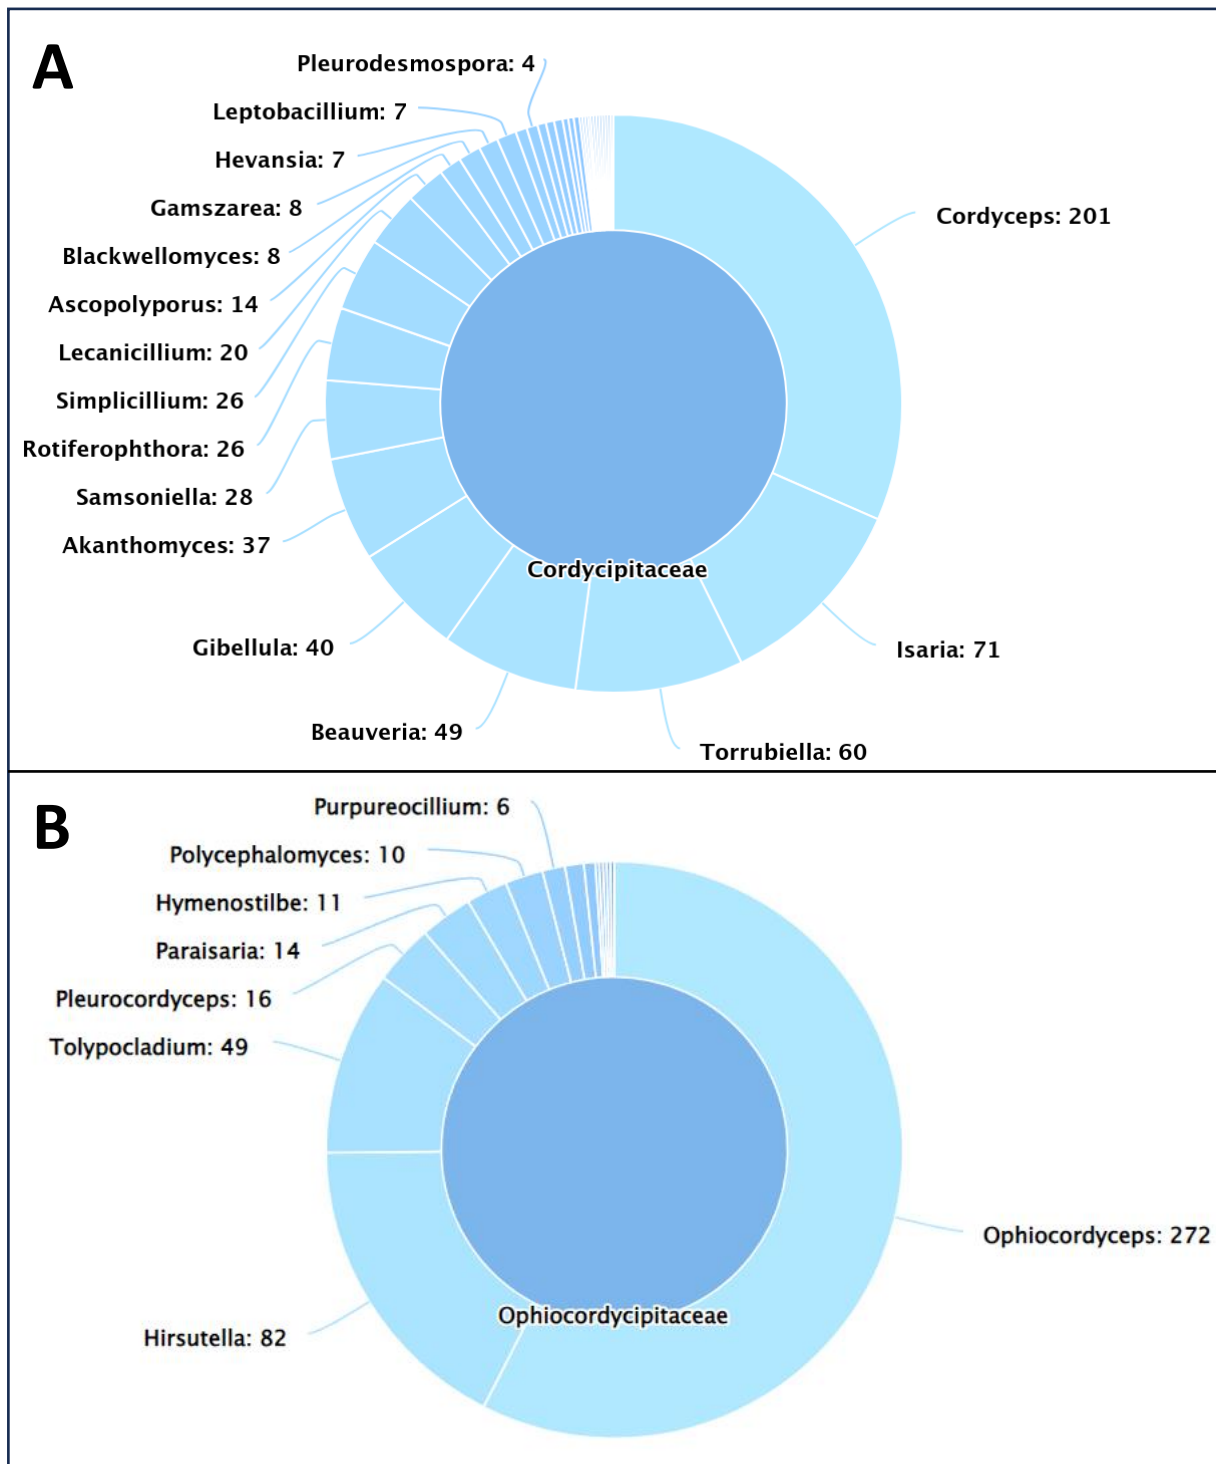 A
Pleurodesmospora: 4
Leptobacillium: 7
Hevansia: 7
Gamszarea: 8
Blackwellomyces: 8
Ascopolyporus: 14
Lecanicillium: 20
Simplicillium: 26
Rotiferophthora: 26
Samsoniella: 28
Akanthomyces: 37
Gibellula: 40
Beauveria: 49
Cordyceps: 201
Isaria: 71
Torrubiella: 60
Cordycipitaceae
B
Purpureocillium: 6
Polycephalomyces: 10
Hymenostilbe: 11
Paraisaria: 14
Pleurocordyceps: 16
Tolypocladium: 49
Hirsutella: 82
Ophiocordyceps: 272
Ophiocordycipitaceae